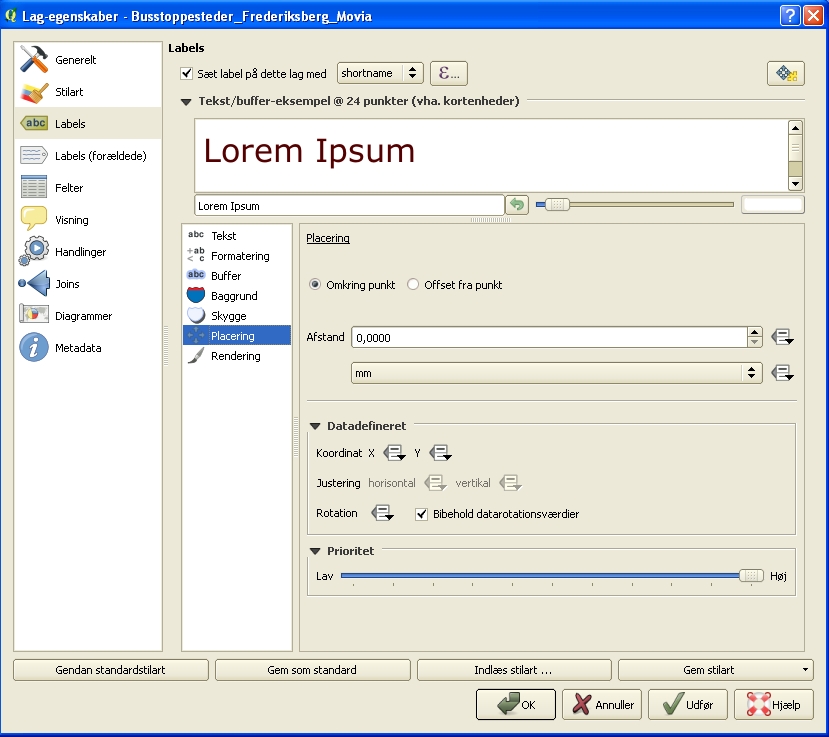 Lag-egenskaber - Busstoppesteder_Frederiksberg_Movia
Generelt
Stilart
abc Labels
Labels (forældede)
Felter
Visning
Handlinger
Joins
Diagrammer
Metadata
Labels
Sæt label på dette lag med shortname ε...
Tekst/buffer-eksempel @ 24 punkter (vha. kortenheder)
Lorem Ipsum
Lorem Ipsum
abc Tekst
+ab < c Formatering
abc Buffer
Baggrund
Skygge
Placering
Rendering
Placering
Omkring punkt Offset fra punkt
Afstand 0,0000
mm
Datadefineret
Koordinat X Y
Justering horisontal vertikal
Rotation Bibehold datarotationsværdier
Prioritet
Lav Høj
Gendan standardstilart Gem som standard Indlæs stilart ... Gem stilart
OK Annuller Udfør Hjælp